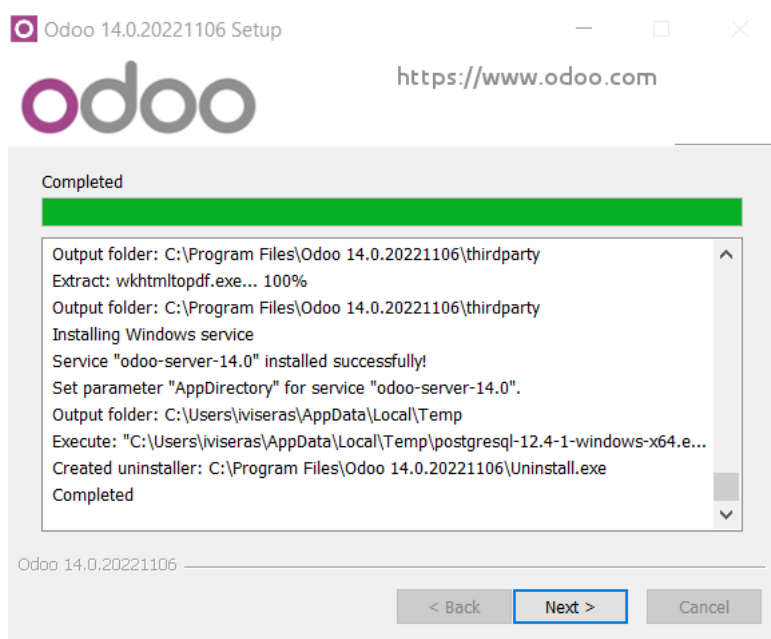 Odoo 14.0.20221106 Setup
odoo
https://www.odoo.com
Completed
Output folder: C:\Program Files\Odoo 14.0.20221106\thirdparty
Extract: wkhtmltopdf.exe... 100%
Output folder: C:\Program Files\Odoo 14.0.20221106\thirdparty
Installing Windows service
Service "odoo-server-14.0" installed successfully!
Set parameter "AppDirectory" for service "odoo-server-14.0".
Output folder: C:\Users\iviseras\AppData\Local\Temp
Execute: "C:\Users\iviseras\AppData\Local\Temp\postgresql-12.4-1-windows-x64.e...
Created uninstaller: C:\Program Files\Odoo 14.0.20221106\Uninstall.exe
Completed
Odoo 14.0.20221106
< Back Next > Cancel